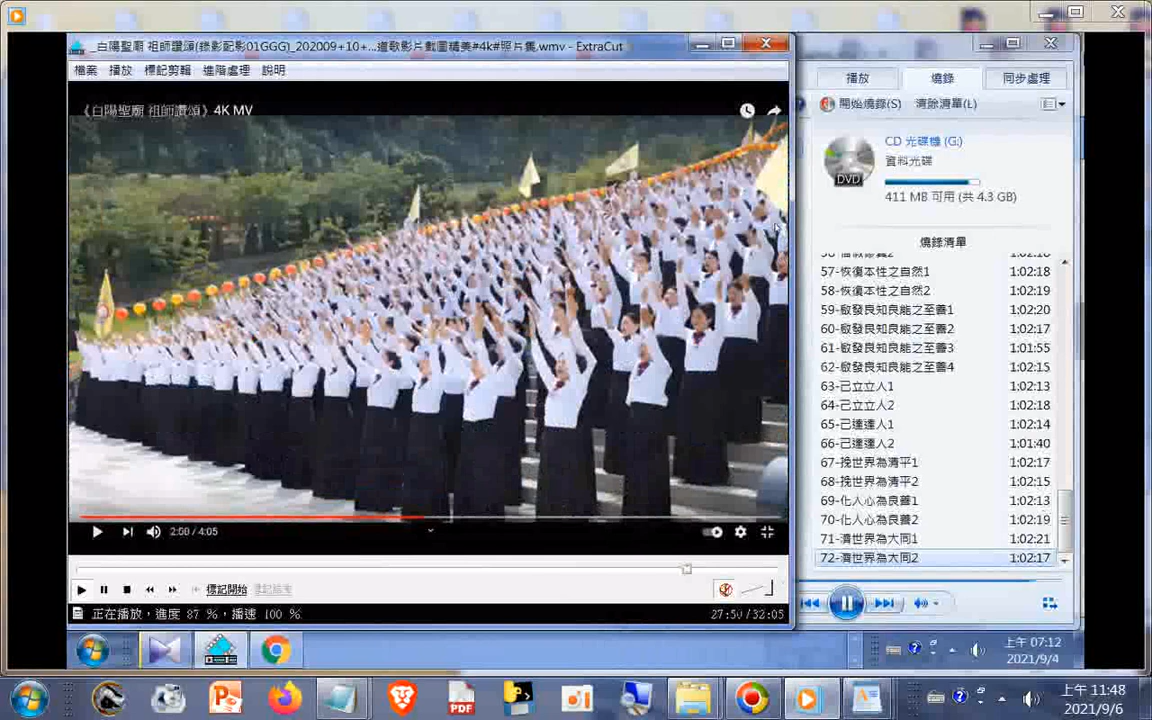 _白陽聖廟 祖師讚頌(錄影配影01GGG)_202009+10+...道歌影片截圖精美#4k#照片集.wmv - ExtraCut
檔案 播放 標記剪輯 進階處理 說明
《白陽聖廟 祖師讚頌》4K MV
2:00 / 4:05
標記開始 標記結束
正在播放，進度 87 %，播速 100 %
27:50/32:05
播放 燒錄 同步處理
開始燒錄(S) 清除清單(L)
CD 光碟機 (G:)
資料光碟
DVD
411 MB 可用 (共 4.3 GB)
燒錄清單
57-恢復本性之自然1 1:02:18
58-恢復本性之自然2 1:02:19
59-啟發良知良能之至善1 1:02:20
60-啟發良知良能之至善2 1:02:17
61-啟發良知良能之至善3 1:01:55
62-啟發良知良能之至善4 1:02:15
63-己立立人1 1:02:13
64-己立立人2 1:02:18
65-己達達人1 1:02:14
66-己達達人2 1:01:40
67-挽世界為清平1 1:02:17
68-挽世界為清平2 1:02:15
69-化人心為良善1 1:02:13
70-化人心為良善2 1:02:19
71-濟世界為大同1 1:02:21
72-濟世界為大同2 1:02:17
上午 07:12
2021/9/4
PDF
上午 11:48
2021/9/6